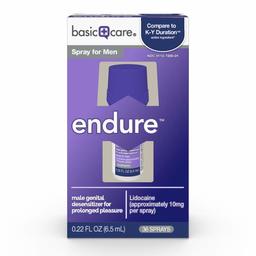 basic care®
Compare to
K-Y Duration™
active ingredient*
Spray for Men
endure™
male genital
desensitizer for
prolonged pleasure
Lidocaine
(approximately 10mg
per spray)
0.22 FL OZ (6.5 mL)
36 SPRAYS